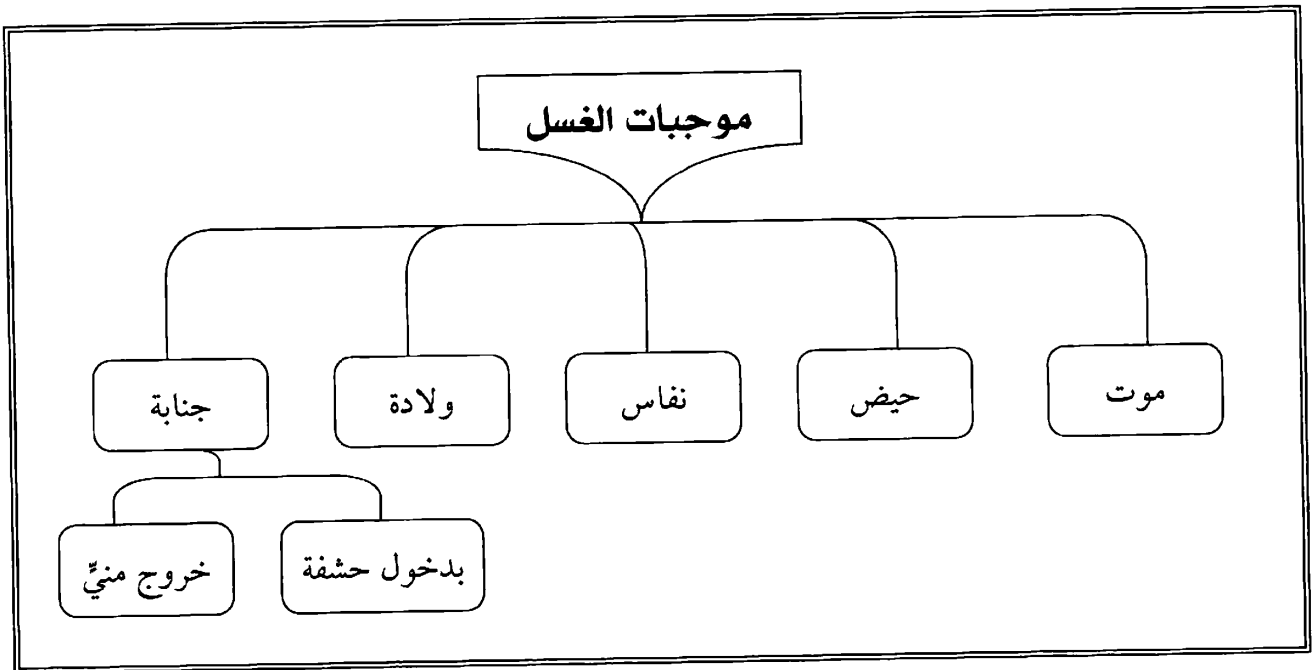 موجبات الغسل
موت
حيض
نفاس
ولادة
جنابة
بدخول حشفة
خروج منيٍّ